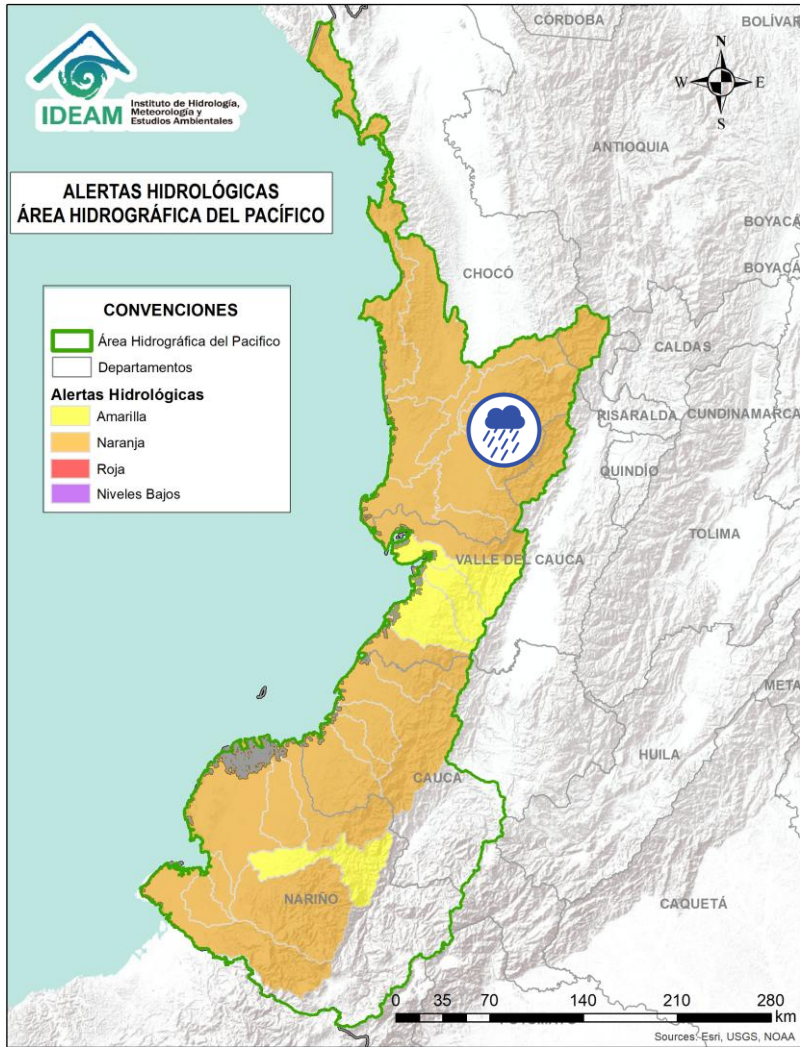 IDEAM
Instituto de Hidrología,
Meteorología y
Estudios Ambientales
ALERTAS HIDROLÓGICAS
ÁREA HIDROGRÁFICA DEL PACÍFICO
CONVENCIONES
Área Hidrográfica del Pacifico
Departamentos
Alertas Hidrológicas
Amarilla
Naranja
Roja
Niveles Bajos
CÓRDOBA
BOLÍVAR
N
W E
S
ANTIOQUIA
BOYACÁ
CHOCÓ
BOYACÁ
CALDAS
RISARALDA
CUNDINAMARCA
QUINDÍO
TOLIMA
VALLE DEL CAUCA
META
HUILA
CAUCA
NARIÑO
CAQUETÁ
0 35 70 140 210 280
km
Sources: Esri, USGS, NOAA